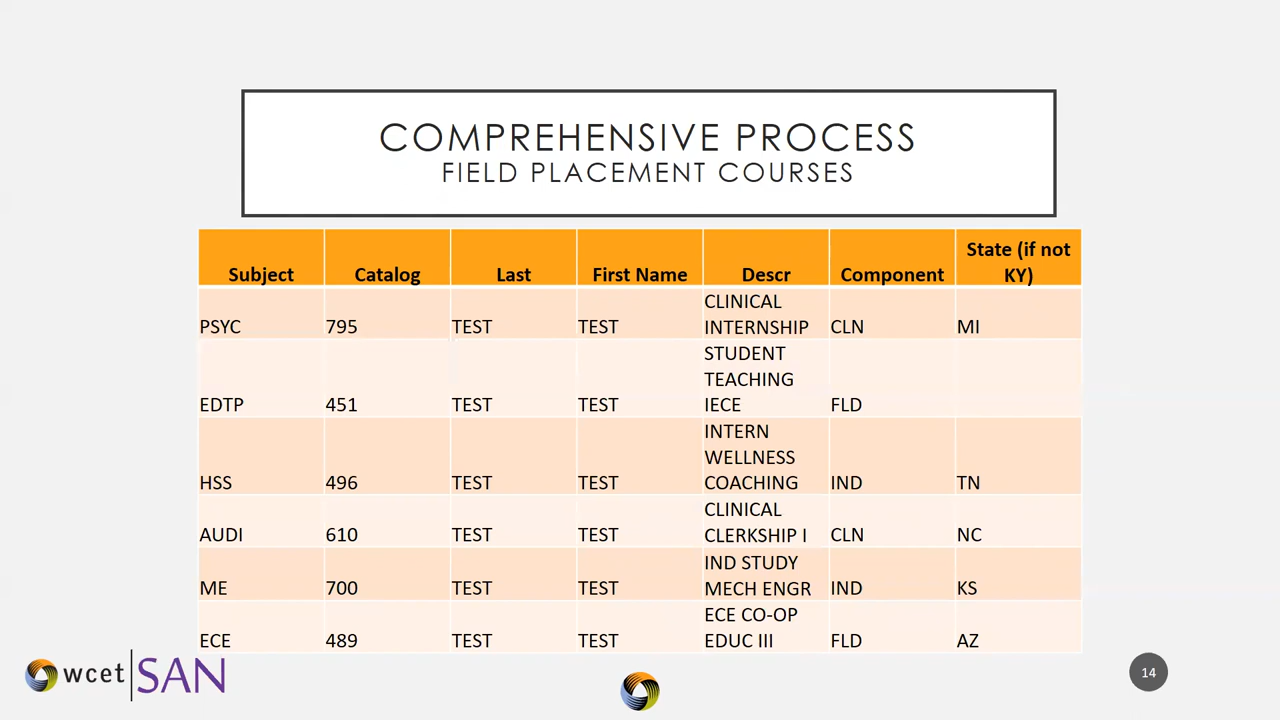 COMPREHENSIVE PROCESS
FIELD PLACEMENT COURSES
Subject Catalog Last First Name Descr Component State (if not KY)
PSYC 795 TEST TEST CLINICAL INTERNSHIP CLN MI
EDTP 451 TEST TEST STUDENT TEACHING IECE FLD
HSS 496 TEST TEST INTERN WELLNESS COACHING IND TN
AUDI 610 TEST TEST CLINICAL CLERKSHIP I CLN NC
ME 700 TEST TEST IND STUDY MECH ENGR IND KS
ECE 489 TEST TEST ECE CO-OP EDUC III FLD AZ
wcet SAN
14